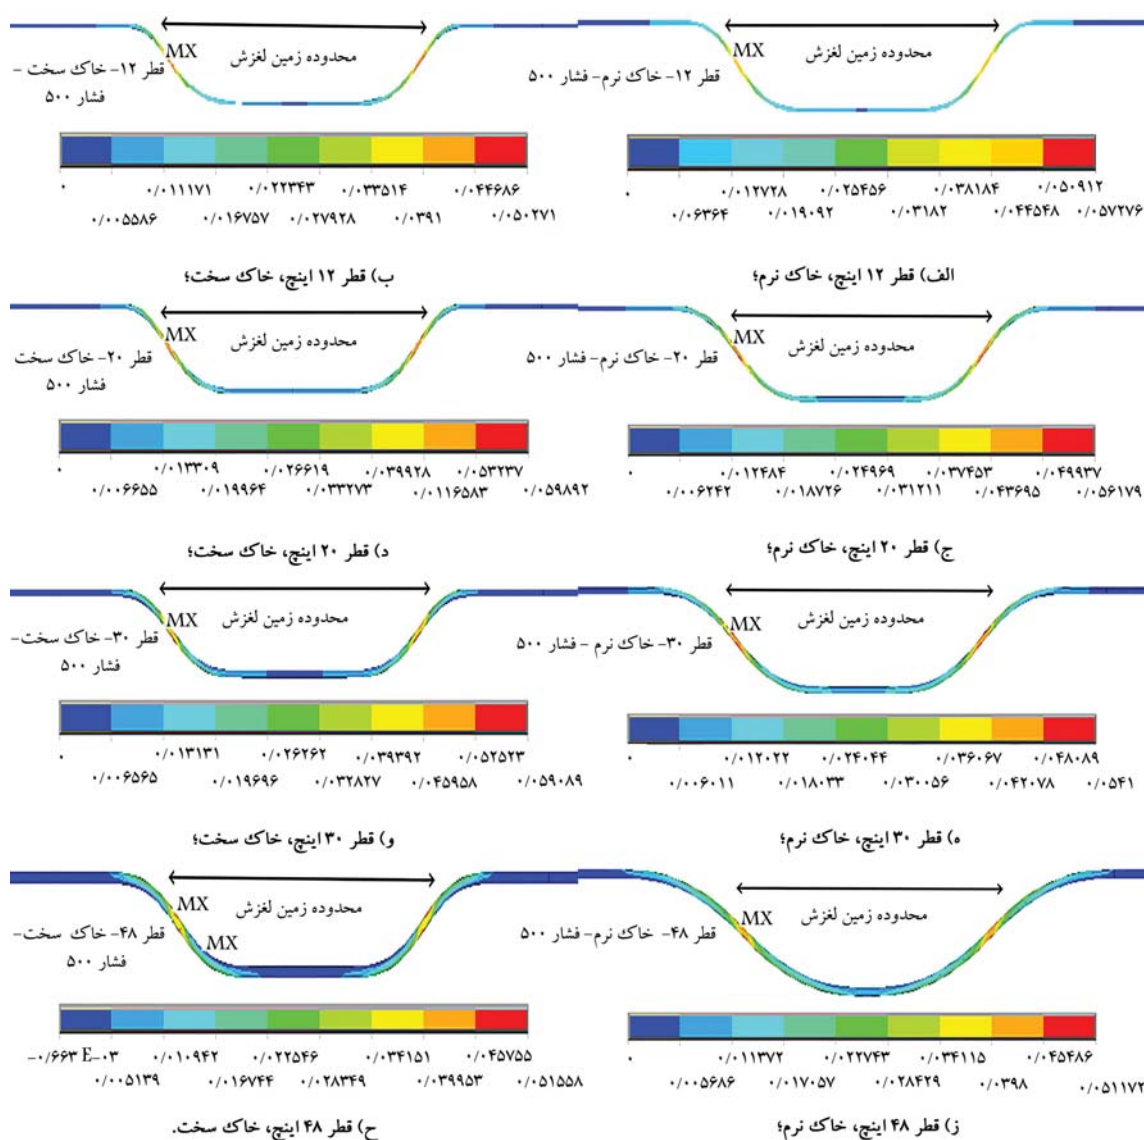 محدوده زمین لغزش
قطر ۱۲- خاک نرم- فشار ۵۰۰
۰
۰/۰۱۲۷۲۸
۰/۰۲۵۴۵۶
۰/۰۳۸۱۸۴
۰/۰۵۰۹۱۲
۰/۰۶۳۶۴
۰/۰۱۹۰۹۲
۰/۰۳۱۸۲
۰/۰۴۴۵۴۸
۰/۰۵۷۲۷۶
الف) قطر ۱۲ اینچ، خاک نرم؛
MX
محدوده زمین لغزش
قطر ۱۲- خاک سخت-
فشار ۵۰۰
۰
۰/۰۱۱۱۷۱
۰/۰۲۲۳۴۳
۰/۰۳۳۵۱۴
۰/۰۴۴۶۸۶
۰/۰۰۵۵۸۶
۰/۰۱۶۷۵۷
۰/۰۲۷۹۲۸
۰/۰۳۹۱
۰/۰۵۰۲۷۱
ب) قطر ۱۲ اینچ، خاک سخت؛
MX
محدوده زمین لغزش
قطر ۲۰- خاک نرم- فشار ۵۰۰
MX
۰
۰/۰۱۲۴۸۴
۰/۰۲۴۹۶۹
۰/۰۳۷۴۵۳
۰/۰۴۹۹۳۷
۰/۰۰۶۲۴۲
۰/۰۱۸۷۲۶
۰/۰۳۱۲۱۱
۰/۰۴۳۶۹۵
۰/۰۵۶۱۷۹
ج) قطر ۲۰ اینچ، خاک نرم؛
محدوده زمین لغزش
MX
قطر ۲۰- خاک سخت
فشار ۵۰۰
۰
۰/۰۱۳۳۰۹
۰/۰۲۶۶۱۹
۰/۰۳۹۹۲۸
۰/۰۵۳۲۳۷
۰/۰۰۶۶۵۵
۰/۰۱۹۹۶۴
۰/۰۳۳۲۷۳
۰/۰۱۱۶۵۸۳
۰/۰۵۹۸۹۲
د) قطر ۲۰ اینچ، خاک سخت؛
محدوده زمین لغزش
MX
قطر ۳۰- خاک نرم – فشار ۵۰۰
۰
۰/۰۱۲۰۲۲
۰/۰۲۴۰۴۴
۰/۰۳۶۰۶۷
۰/۰۴۸۰۸۹
۰/۰۰۶۰۱۱
۰/۰۱۸۰۳۳
۰/۰۳۰۰۵۶
۰/۰۴۲۰۷۸
۰/۰۵۴۱
ه) قطر ۳۰ اینچ، خاک نرم؛
محدوده زمین لغزش
MX
قطر ۳۰- خاک سخت-
فشار ۵۰۰
۰
۰/۰۱۳۱۳۱
۰/۰۲۶۲۶۲
۰/۰۳۹۳۹۲
۰/۰۵۲۵۲۳
۰/۰۰۶۵۶۵
۰/۰۱۹۶۹۶
۰/۰۳۲۸۲۷
۰/۰۴۵۹۵۸
۰/۰۵۹۰۸۹
و) قطر ۳۰ اینچ، خاک سخت؛
محدوده زمین لغزش
MX
قطر ۴۸- خاک نرم- فشار ۵۰۰
۰
۰/۰۱۱۳۷۲
۰/۰۲۲۷۴۳
۰/۰۳۴۱۱۵
۰/۰۴۵۴۸۶
۰/۰۰۵۶۸۶
۰/۰۱۷۰۵۷
۰/۰۲۸۴۲۹
۰/۰۳۹۸
۰/۰۵۱۱۷۲
ز) قطر ۴۸ اینچ، خاک نرم؛
محدوده زمین لغزش
MX
MX
قطر ۴۸- خاک سخت-
فشار ۵۰۰
-۰/۶۶۳ E-۰۳
۰/۰۱۰۹۴۲
۰/۰۲۲۵۴۶
۰/۰۳۴۱۵۱
۰/۰۴۵۷۵۵
۰/۰۰۵۱۳۹
۰/۰۱۶۷۴۴
۰/۰۲۸۳۴۹
۰/۰۳۹۹۵۳
۰/۰۵۱۵۵۸
ح) قطر ۴۸ اینچ، خاک سخت.